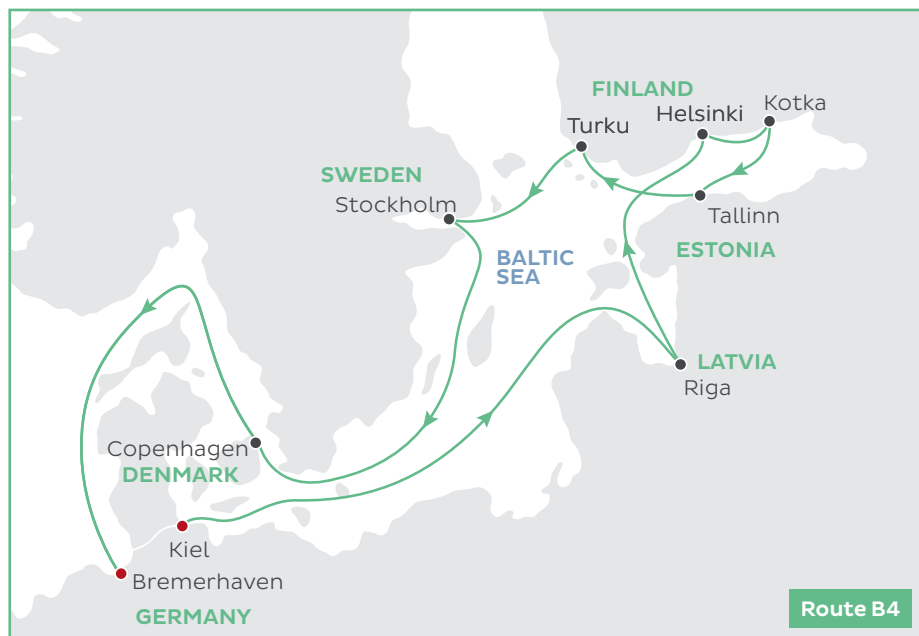 FINLAND
Kotka
Helsinki
Turku
SWEDEN
Stockholm
Tallinn
ESTONIA
BALTIC
SEA
LATVIA
Riga
Copenhagen
DENMARK
Kiel
Bremerhaven
GERMANY
Route B4